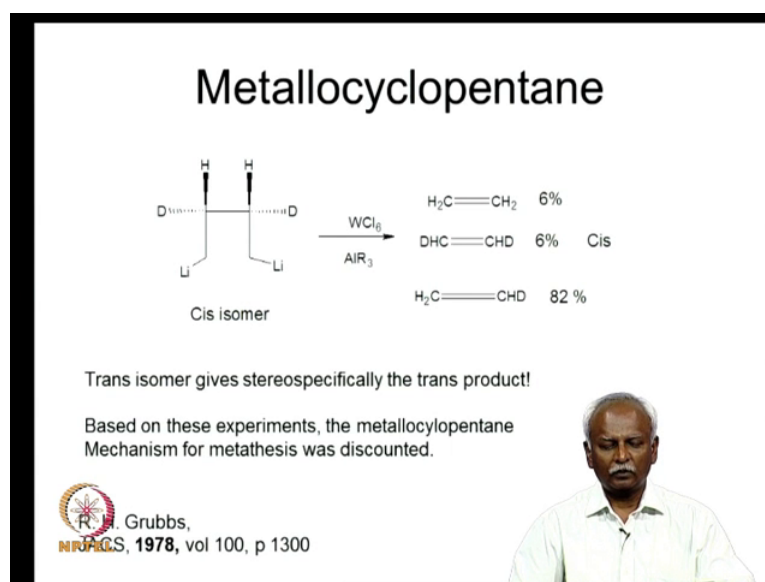 Metallocyclopentane
H H
D D
Li Li
Cis isomer
WCl6
AlR3
H2C CH2 6%
DHC CHD 6% Cis
H2C CHD 82 %
Trans isomer gives stereospecifically the trans product!
Based on these experiments, the metallocylopentane
Mechanism for metathesis was discounted.
R. H. Grubbs,
JACS, 1978, vol 100, p 1300
NPTEL